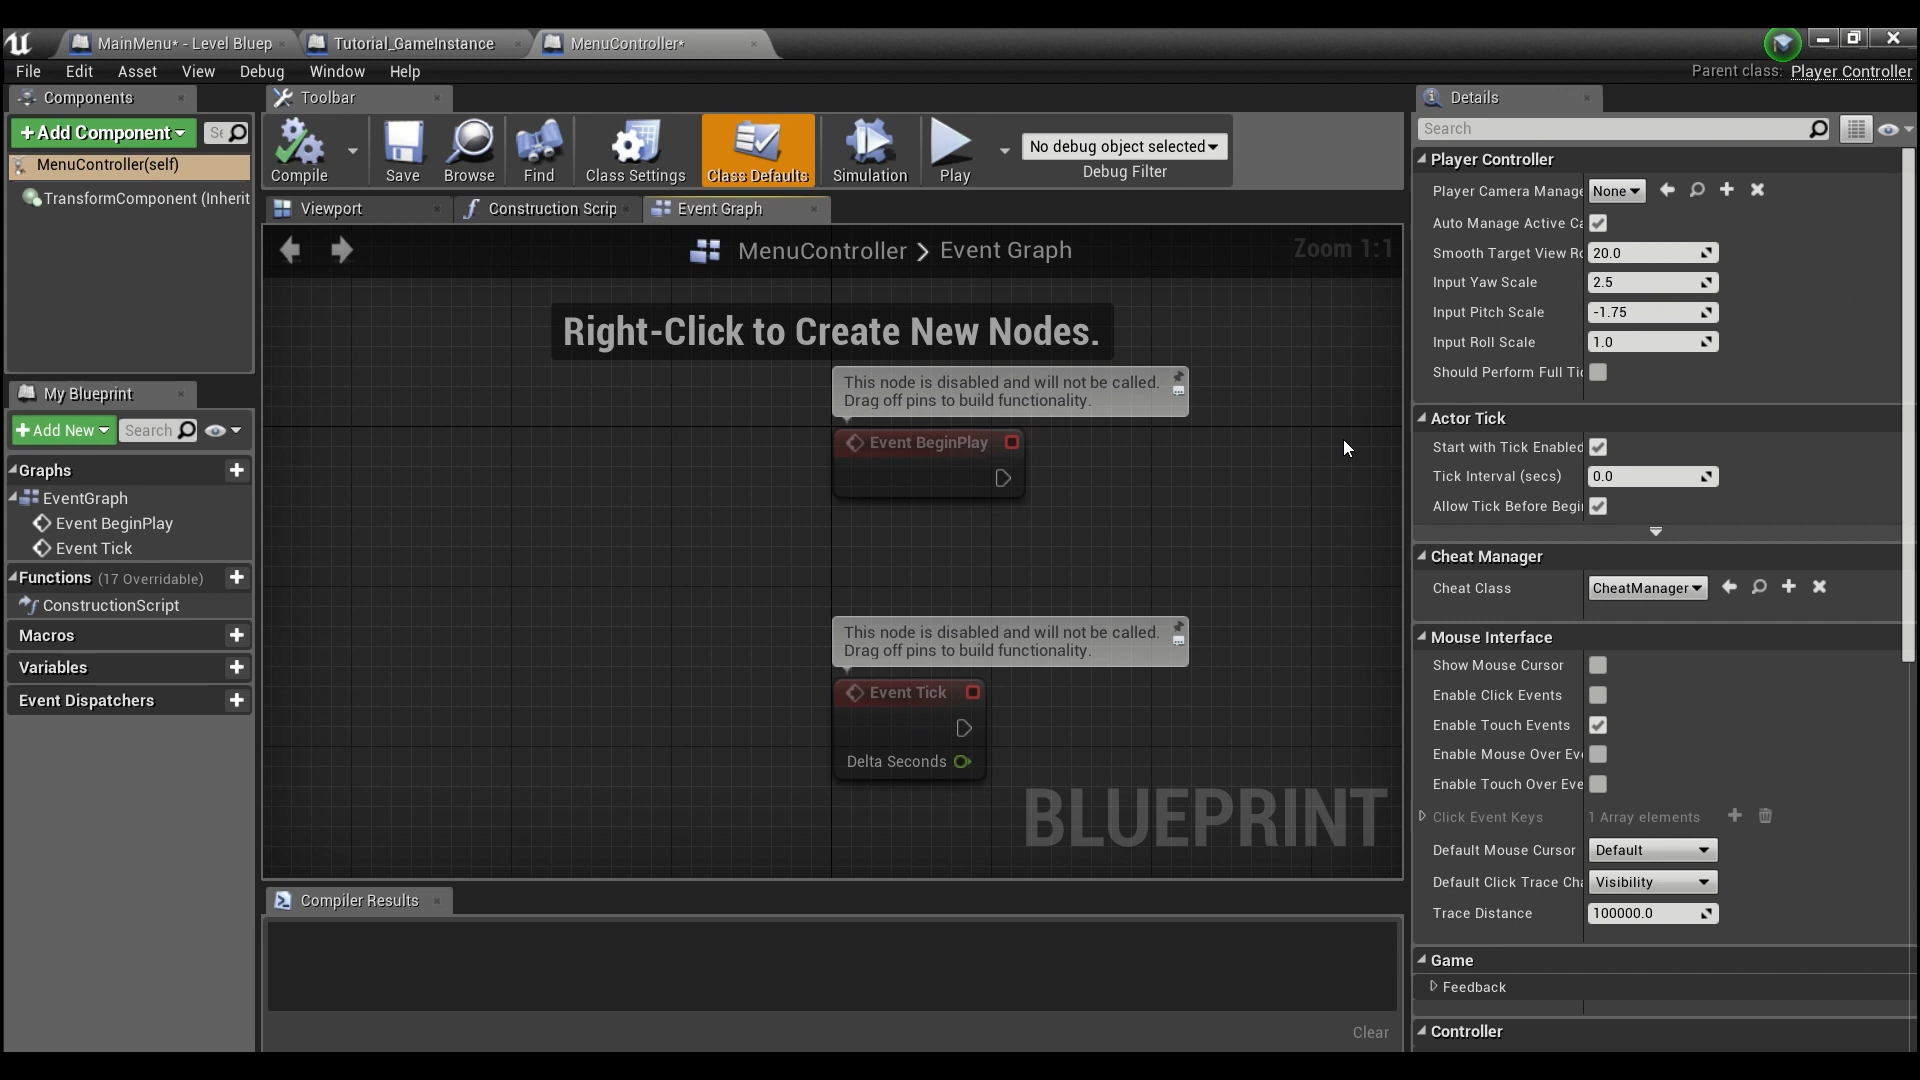 MainMenu* - Level Bluep
Tutorial_GameInstance
MenuController*
File Edit Asset View Debug Window Help
Parent class: Player Controller
Components
+Add Component
Se
MenuController(self)
TransformComponent (Inherit
My Blueprint
+Add New
Search
Graphs
EventGraph
Event BeginPlay
Event Tick
Functions (17 Overridable)
ConstructionScript
Macros
Variables
Event Dispatchers
Toolbar
Compile Save Browse Find Class Settings Class Defaults Simulation Play
No debug object selected
Debug Filter
Viewport
Construction Scrip
Event Graph
MenuController > Event Graph
Zoom 1:1
Right-Click to Create New Nodes.
This node is disabled and will not be called.
Drag off pins to build functionality.
Event BeginPlay
This node is disabled and will not be called.
Drag off pins to build functionality.
Event Tick
Delta Seconds
BLUEPRINT
Compiler Results
Clear
Details
Search
Player Controller
Player Camera Manage None
Auto Manage Active Ca
Smooth Target View Ro 20.0
Input Yaw Scale 2.5
Input Pitch Scale -1.75
Input Roll Scale 1.0
Should Perform Full Tic
Actor Tick
Start with Tick Enabled
Tick Interval (secs) 0.0
Allow Tick Before Begin
Cheat Manager
Cheat Class CheatManager
Mouse Interface
Show Mouse Cursor
Enable Click Events
Enable Touch Events
Enable Mouse Over Eve
Enable Touch Over Eve
Click Event Keys 1 Array elements
Default Mouse Cursor Default
Default Click Trace Cha Visibility
Trace Distance 100000.0
Game
Feedback
Controller